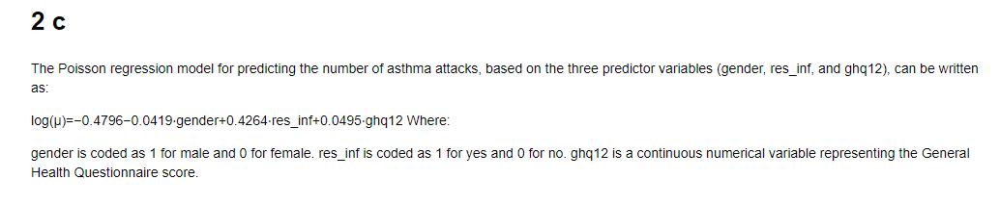 2 c
The Poisson regression model for predicting the number of asthma attacks, based on the three predictor variables (gender, res_inf, and ghq12), can be written
as:
log(μ)=−0.4796−0.0419⋅gender+0.4264⋅res_inf+0.0495⋅ghq12 Where:
gender is coded as 1 for male and 0 for female. res_inf is coded as 1 for yes and 0 for no. ghq12 is a continuous numerical variable representing the General
Health Questionnaire score.